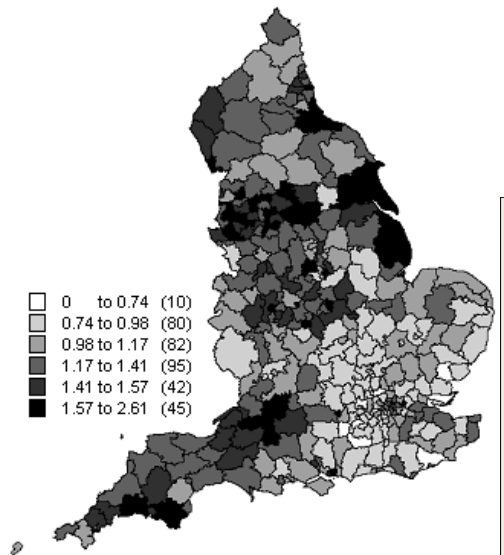 0 to 0.74 (10)
0.74 to 0.98 (80)
0.98 to 1.17 (82)
1.17 to 1.41 (95)
1.41 to 1.57 (42)
1.57 to 2.61 (45)